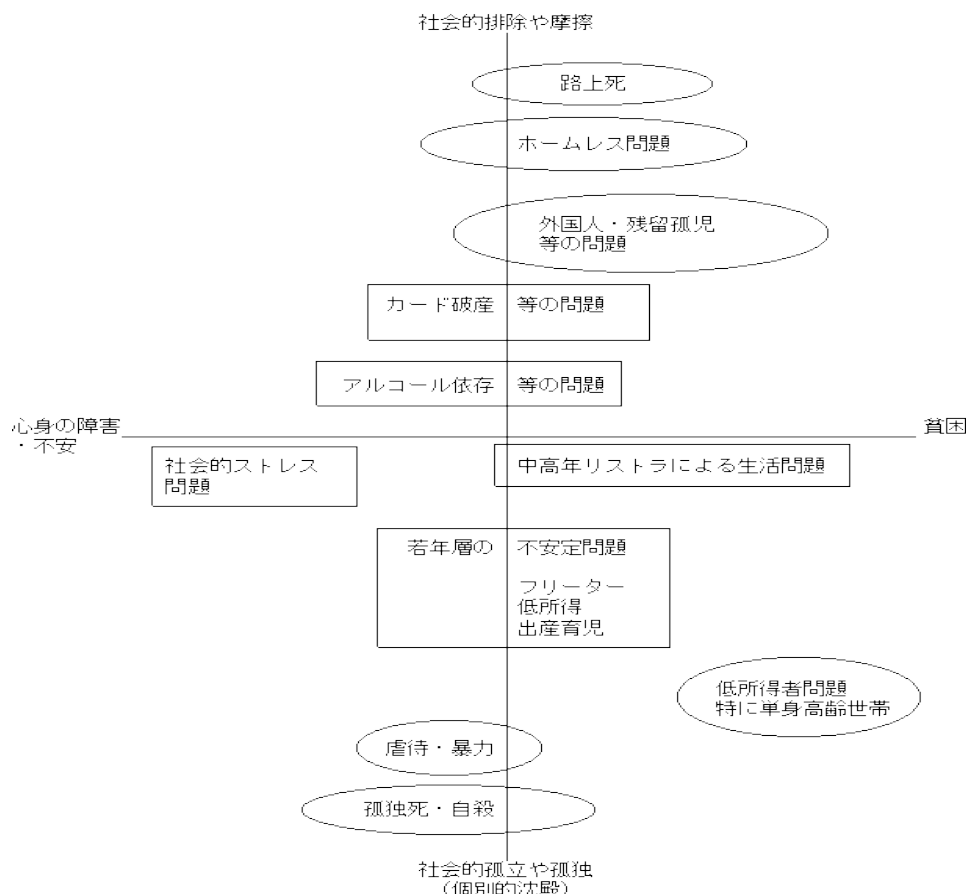 社会的排除や摩擦
路上死
ホームレス問題
外国人・残留孤児
等の問題
カード破産 等の問題
アルコール依存 等の問題
心身の障害
・不安
貧困
社会的ストレス
問題
中高年リストラによる生活問題
若年層の 不安定問題
フリーター
低所得
出産育児
低所得者問題
特に単身高齢世帯
虐待・暴力
孤独死・自殺
社会的孤立や孤独
(個別的沈殿)